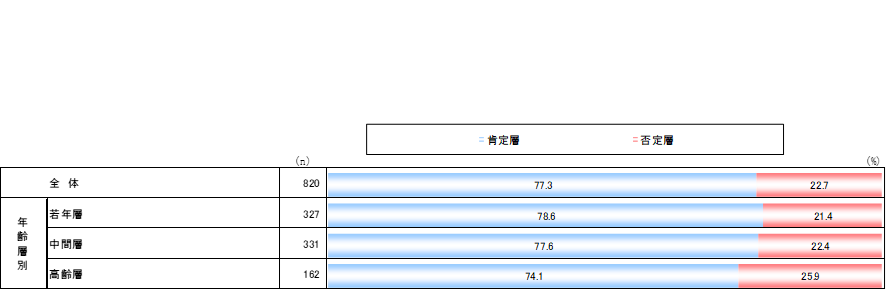 肯定層 否定層
(n) (%)
全 体 820 77.3 22.7
年齢層別
若年層 327 78.6 21.4
中間層 331 77.6 22.4
高齢層 162 74.1 25.9